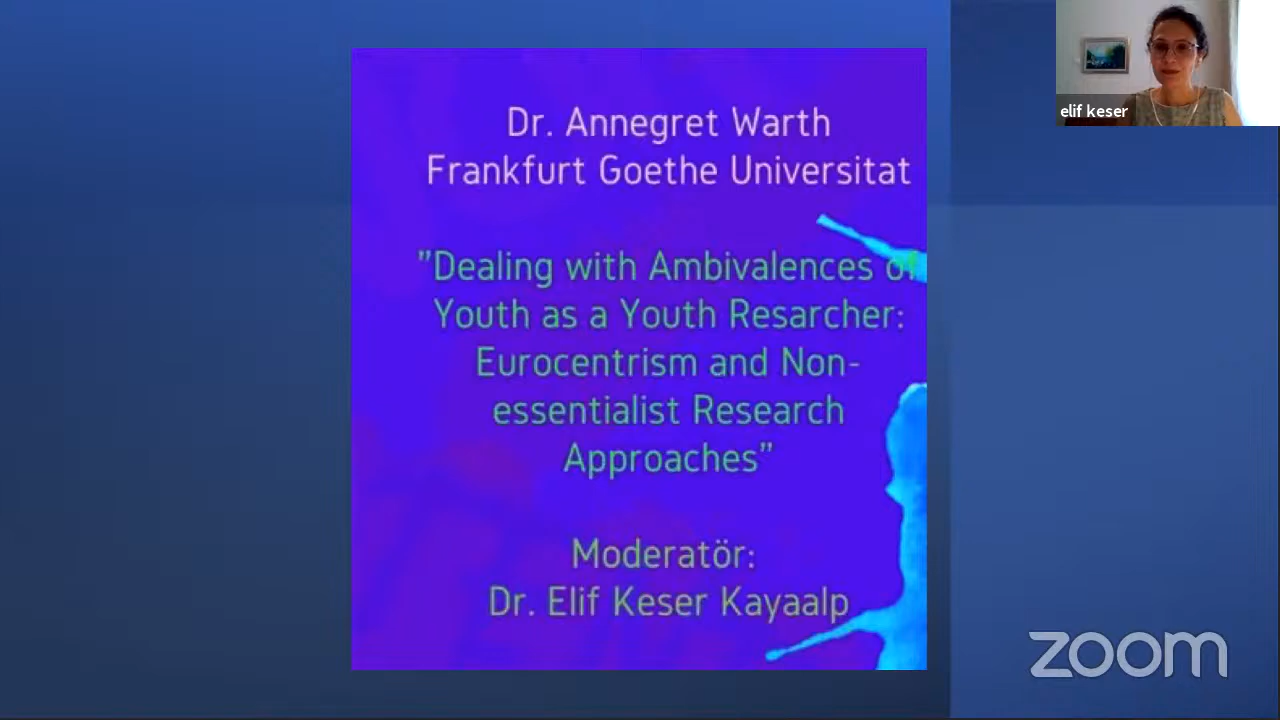 Dr. Annegret Warth
Frankfurt Goethe Universitat
”Dealing with Ambivalences of
Youth as a Youth Resarcher:
Eurocentrism and Non-
essentialist Research
Approaches”
Moderatör:
Dr. Elif Keser Kayaalp
elif keser
zoom